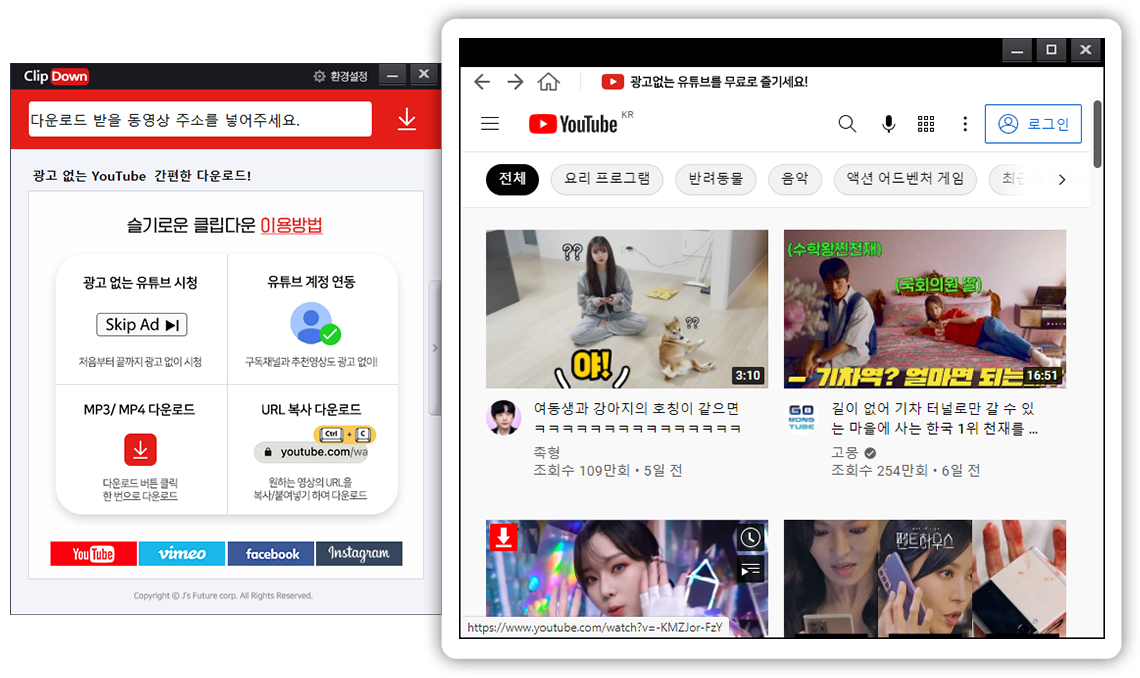 Clip Down
환경설정
다운로드 받을 동영상 주소를 넣어주세요.
광고 없는 YouTube 간편한 다운로드!
슬기로운 클립다운 이용방법
광고 없는 유튜브 시청
Skip Ad
처음부터 끝까지 광고 없이 시청
유튜브 계정 연동
구독채널과 추천영상도 광고 없이!
MP3/ MP4 다운로드
다운로드 버튼 클릭
한 번으로 다운로드
URL 복사 다운로드
Ctrl + C
youtube.com/wa
원하는 영상의 URL을
복사/붙여넣기 하여 다운로드
YouTube
vimeo
facebook
Instagram
Copyright © J's Future corp. All Rights Reserved.
광고없는 유튜브를 무료로 즐기세요!
YouTube KR
로그인
전체
요리 프로그램
반려동물
음악
액션 어드벤처 게임
최근
??
??
야!
3:10
여동생과 강아지의 호칭이 같으면
ㅋㅋㅋㅋㅋㅋㅋㅋㅋㅋㅋㅋㅋㅋㅋ
족형
조회수 109만회 • 5일 전
(수학왕찐천재)
(국회의원 딸)
기차역? 얼마면 되는
16:51
GO
MONG
TUBE
길이 없어 기차 터널로만 갈 수 있
는 마을에 사는 한국 1위 천재를 ...
고몽
조회수 254만회 • 6일 전
펜트하우스
https://www.youtube.com/watch?v=-KMZJor-FzY